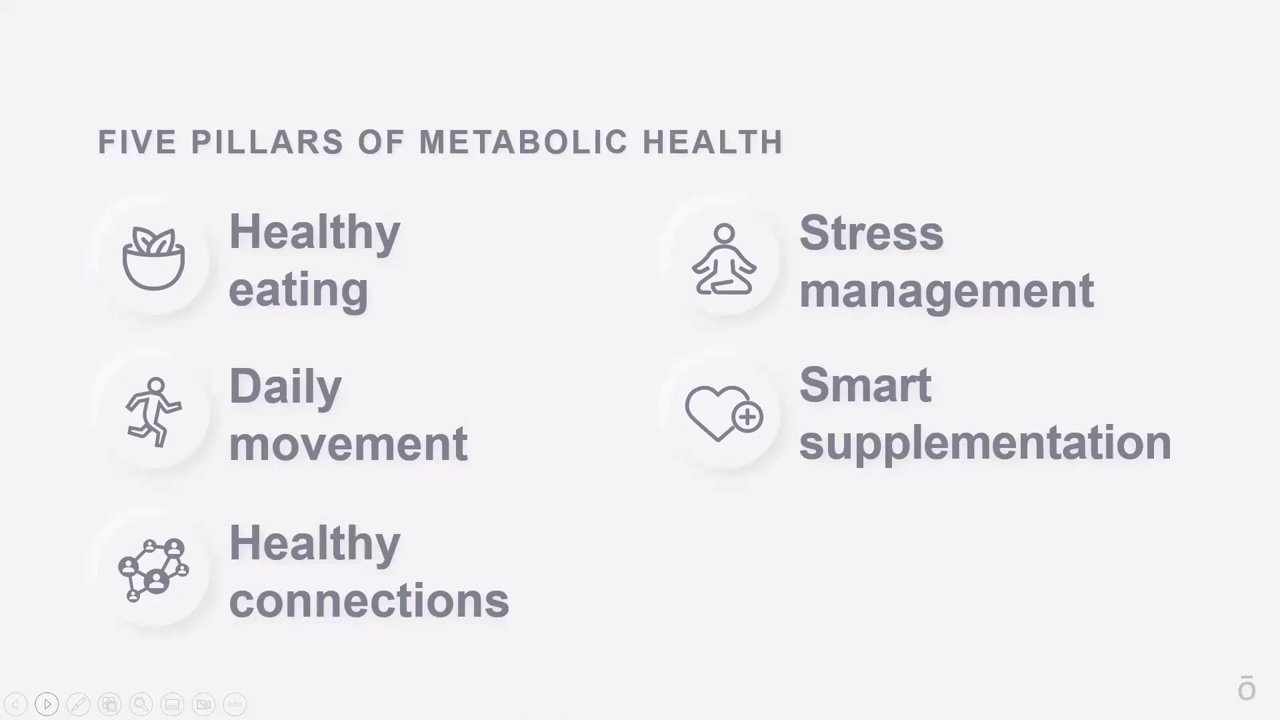 FIVE PILLARS OF METABOLIC HEALTH
Healthy
eating
Daily
movement
Healthy
connections
Stress
management
Smart
supplementation
ō